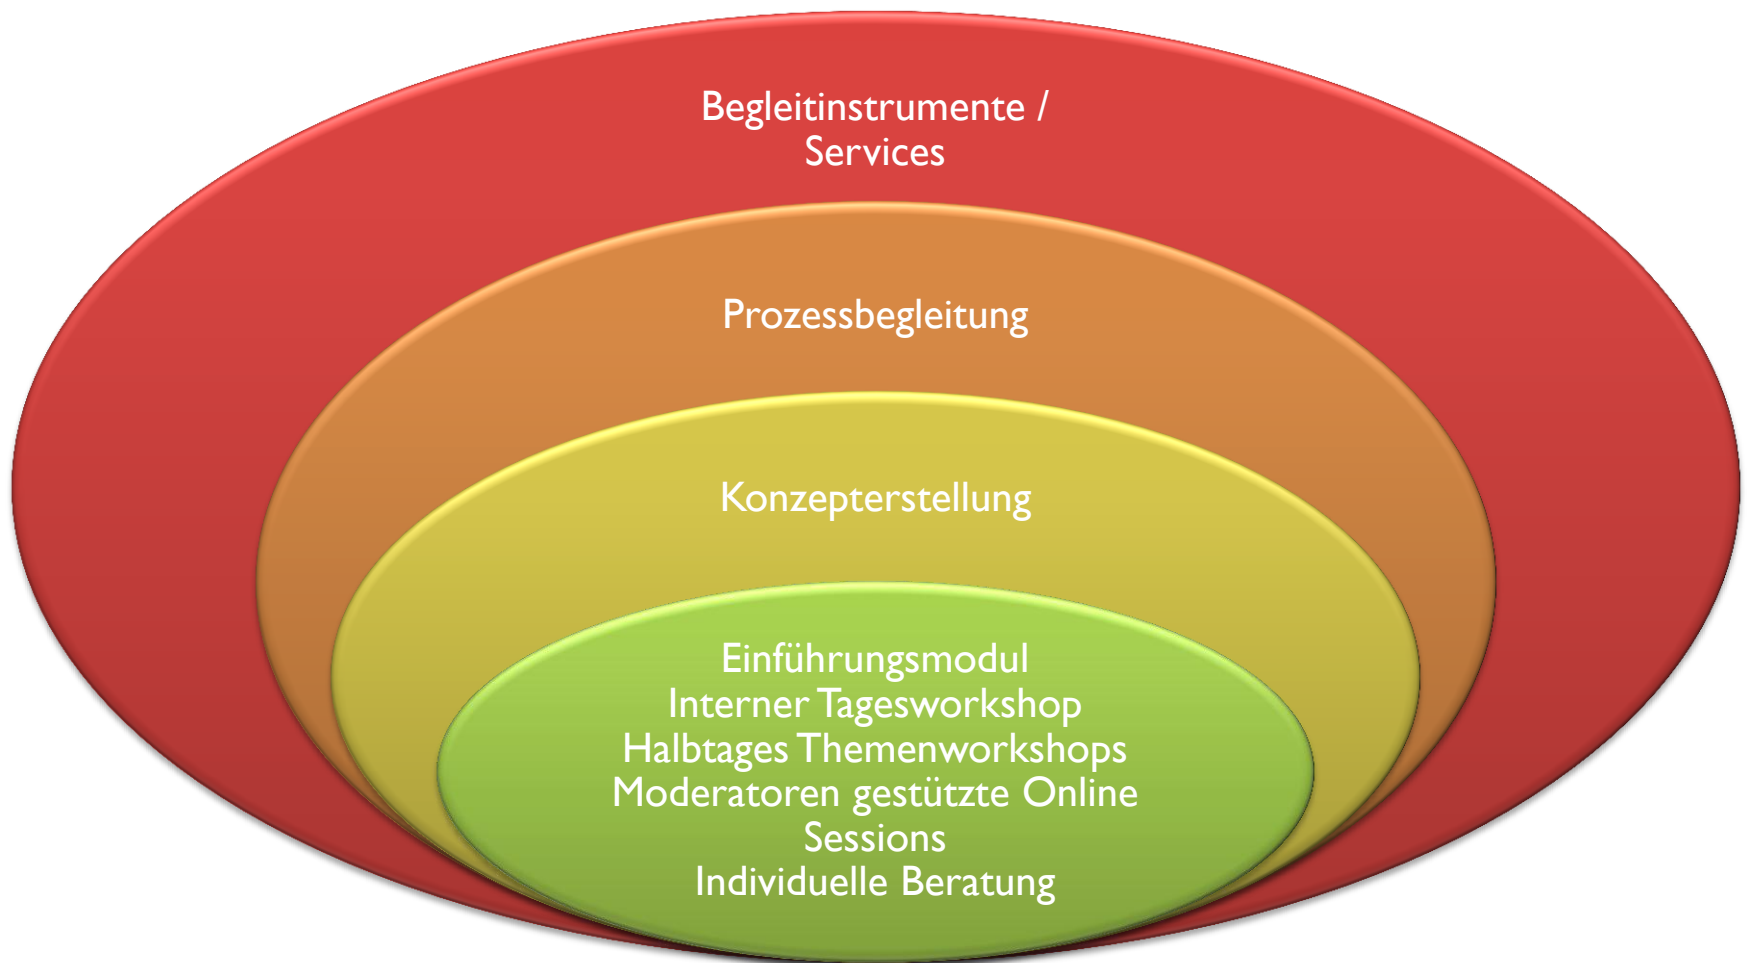 Begleitinstrumente /
Services
Prozessbegleitung
Konzepterstellung
Einführungsmodul
Interner Tagesworkshop
Halbtages Themenworkshops
Moderatoren gestützte Online
Sessions
Individuelle Beratung